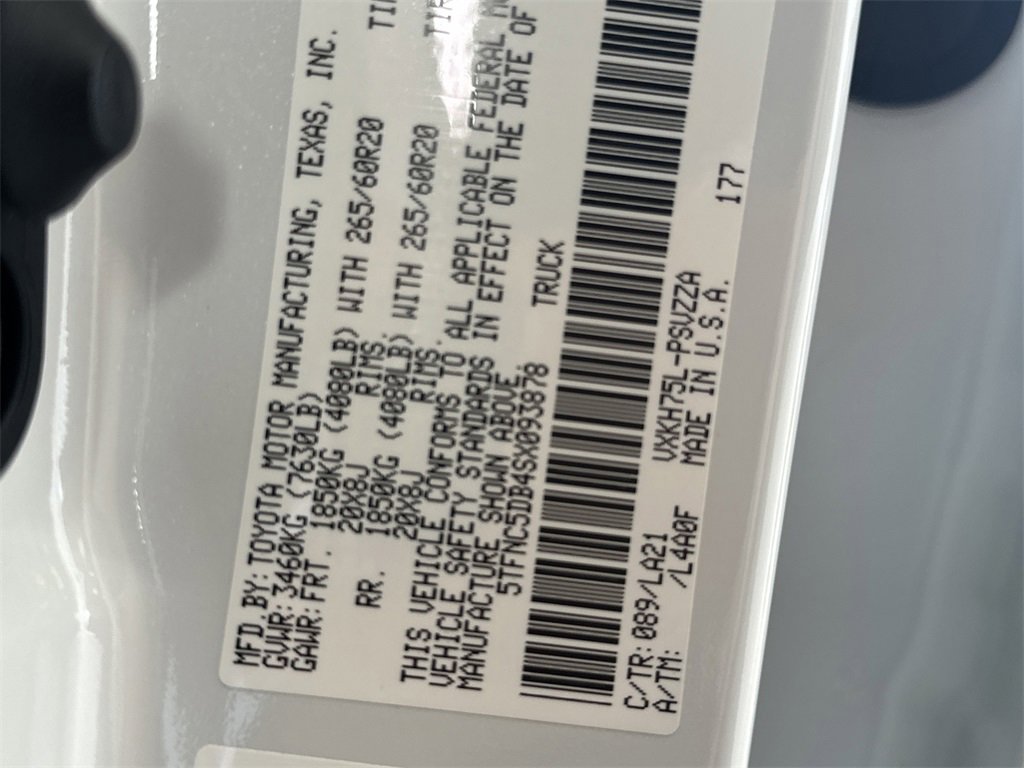 MFD.BY:TOYOTA MOTOR MANUFACTURING, TEXAS, INC.
GVWR:3460KG (7630LB)
GAWR:FRT. 1850KG (4080LB) WITH 265/60R20
20X8J RIMS,
RR. 1850KG (4080LB) WITH 265/60R20
20X8J RIMS.
THIS VEHICLE CONFORMS TO ALL APPLICABLE FEDERAL
VEHICLE SAFETY STANDARDS IN EFFECT ON THE DATE OF
MANUFACTURE SHOWN ABOVE.
5TFNC5DB4SX093878 TRUCK
C/TR:089/LA21 VXKH75L-PSVZZA 177
A/TM: /L4A0F MADE IN U.S.A.